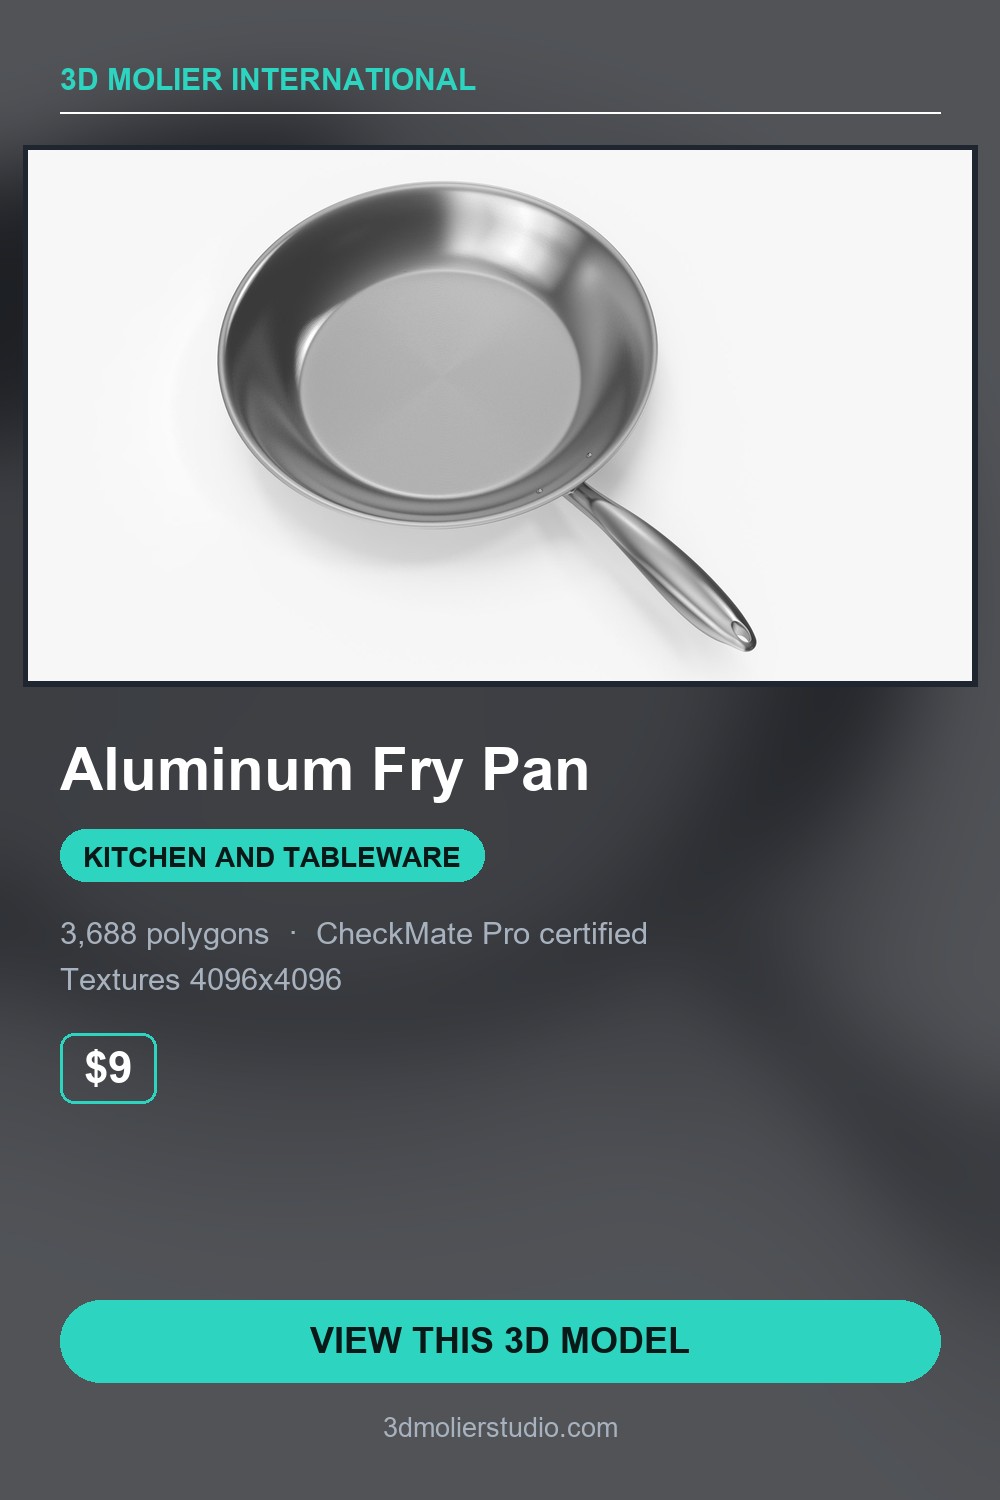 3D MOLIER INTERNATIONAL
Aluminum Fry Pan
KITCHEN AND TABLEWARE
3,688 polygons · CheckMate Pro certified
Textures 4096x4096
$9
VIEW THIS 3D MODEL
3dmolierstudio.com